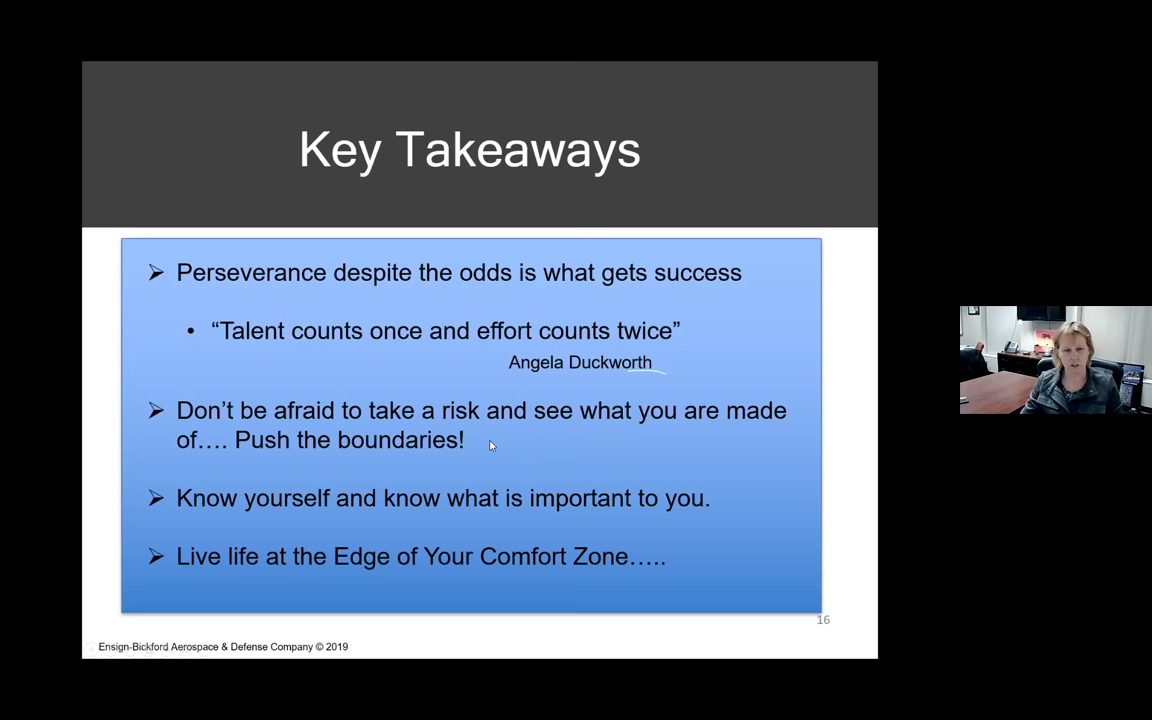 Key Takeaways
➢ Perseverance despite the odds is what gets success
• “Talent counts once and effort counts twice”
Angela Duckworth
➢ Don’t be afraid to take a risk and see what you are made
of…. Push the boundaries!
➢ Know yourself and know what is important to you.
➢ Live life at the Edge of Your Comfort Zone…..
16
Ensign-Bickford Aerospace & Defense Company © 2019